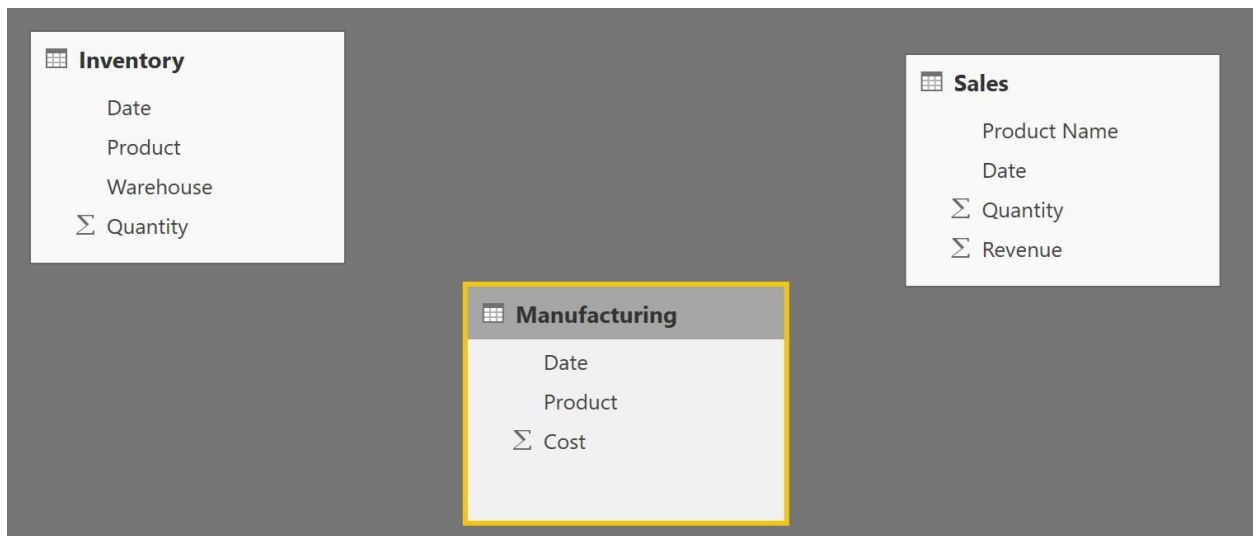 Inventory
Date
Product
Warehouse
Σ Quantity
Sales
Product Name
Date
Σ Quantity
Σ Revenue
Manufacturing
Date
Product
Σ Cost